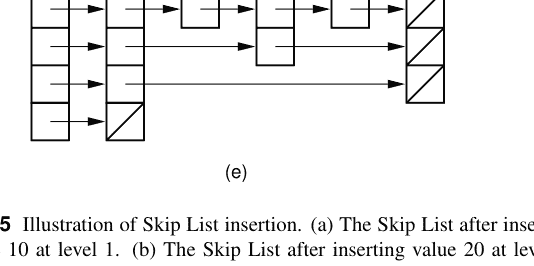 (e)
5 Illustration of Skip List insertion. (a) The Skip List after inse
10 at level 1. (b) The Skip List after inserting value 20 at lev